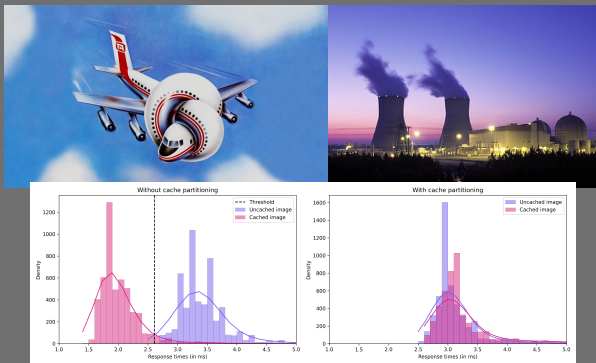 Without cache partitioning
Threshold
Uncached image
Cached image
Density
1200
1000
800
600
400
200
0
1.0 1.5 2.0 2.5 3.0 3.5 4.0 4.5 5.0
Response times (in ms)
With cache partitioning
Uncached image
Cached image
Density
1600
1400
1200
1000
800
600
400
200
0
1.0 1.5 2.0 2.5 3.0 3.5 4.0 4.5 5.0
Response times (in ms)